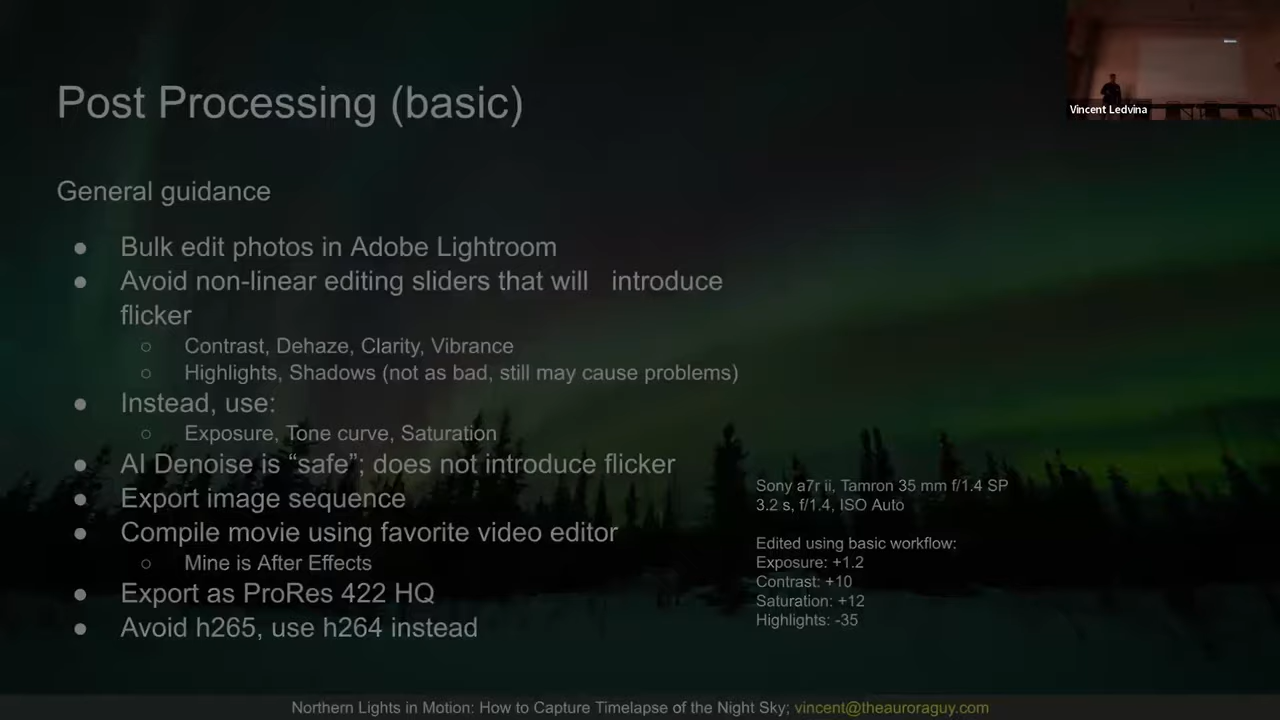 Post Processing (basic)
Vincent Ledvina
General guidance
● Bulk edit photos in Adobe Lightroom
● Avoid non-linear editing sliders that will introduce
flicker
○ Contrast, Dehaze, Clarity, Vibrance
○ Highlights, Shadows (not as bad, still may cause problems)
● Instead, use:
○ Exposure, Tone curve, Saturation
● AI Denoise is “safe”; does not introduce flicker
● Export image sequence
● Compile movie using favorite video editor
○ Mine is After Effects
● Export as ProRes 422 HQ
● Avoid h265, use h264 instead
Sony a7r ii, Tamron 35 mm f/1.4 SP
3.2 s, f/1.4, ISO Auto
Edited using basic workflow:
Exposure: +1.2
Contrast: +10
Saturation: +12
Highlights: -35
Northern Lights in Motion: How to Capture Timelapse of the Night Sky; vincent@theauroraguy.com